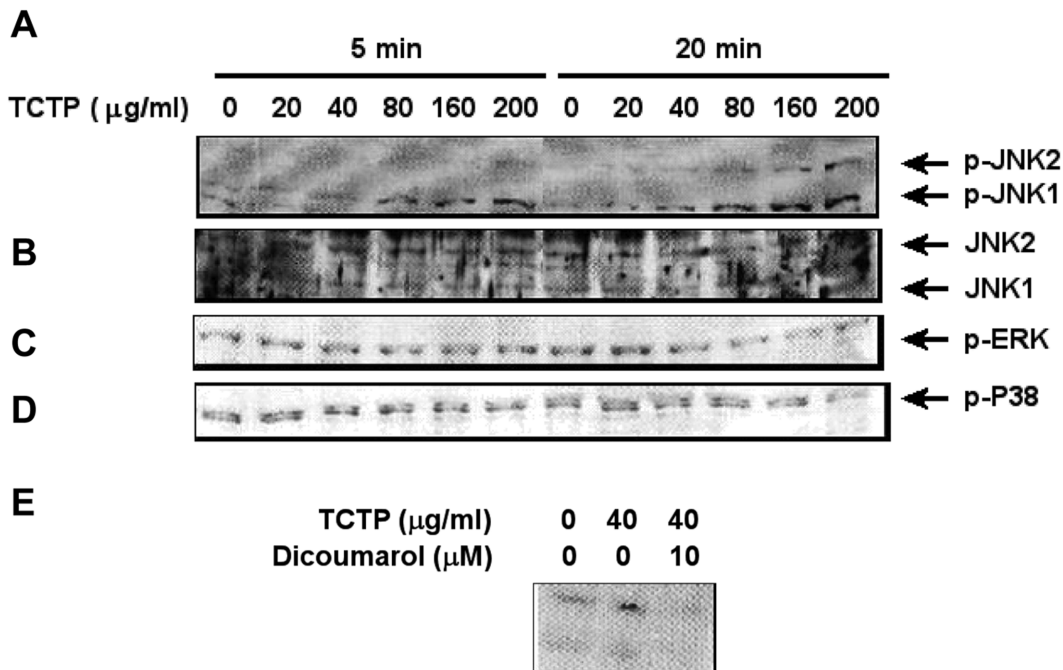 A
5 min 20 min
TCTP ( μg/ml) 0 20 40 80 160 200 0 20 40 80 160 200
p-JNK2
p-JNK1
B
JNK2
JNK1
C
p-ERK
D
p-P38
E
TCTP (μg/ml) 0 40 40
Dicoumarol (μM) 0 0 10